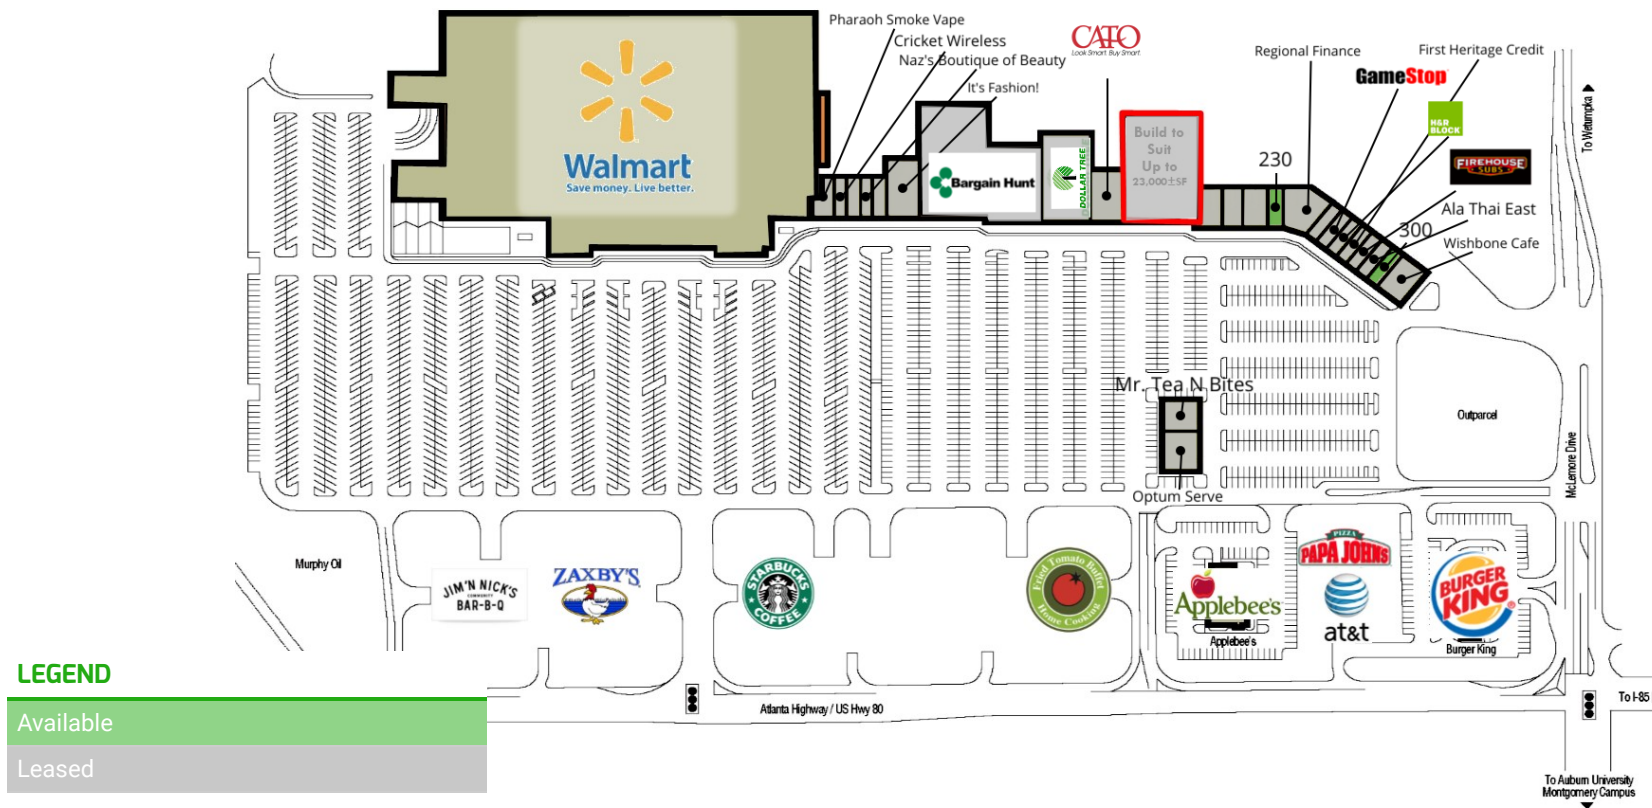 Pharaoh Smoke Vape
Cricket Wireless
Naz's Boutique of Beauty
It's Fashion!
CATO
Look Smart. Buy Smart.
Regional Finance
First Heritage Credit
GameStop
H&R
BLOCK
FIREHOUSE
SUBS
Ala Thai East
Wishbone Cafe
230
300
To Wetumpka
Walmart
Save money. Live better.
Bargain Hunt
DOLLAR TREE
Build to
Suit
Up to
23,000±SF
Mr. Tea N Bites
Optum Serve
Outparcel
McLemore Drive
Murphy Oil
JIM 'N NICK'S
COMMUNITY
BAR-B-Q
ZAXBY'S
STARBUCKS
COFFEE
Fried Tomato Buffet
Home Cooking
Applebee's
Applebee's
PIZZA
PAPA JOHNS
at&t
BURGER
KING
Burger King
Atlanta Highway / US Hwy 80
To I-85
To Auburn University
Montgomery Campus
LEGEND
Available
Leased